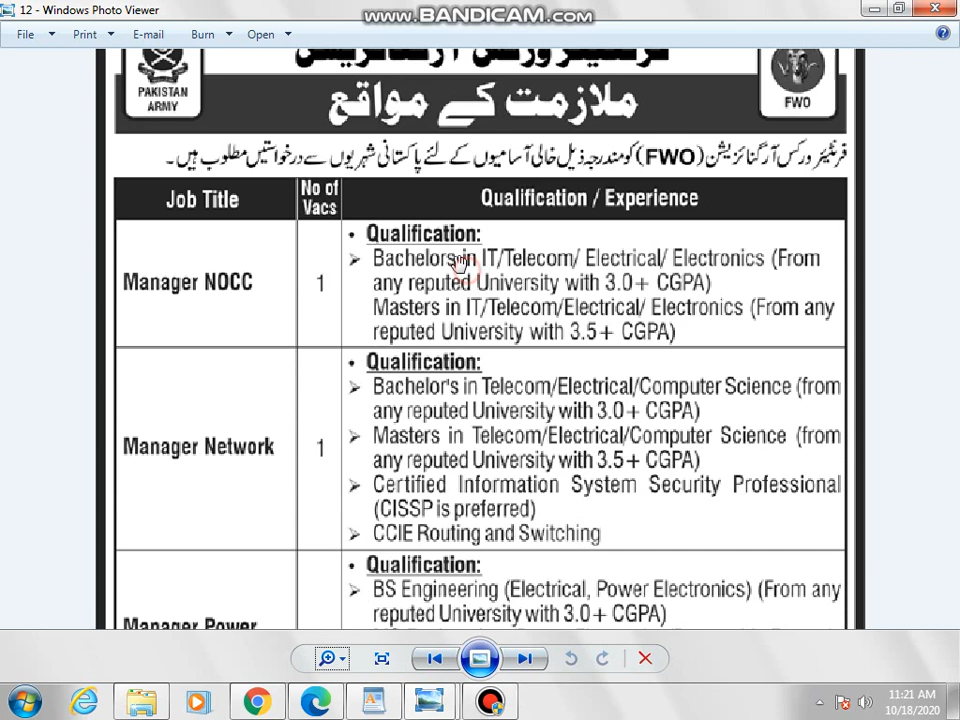 12 - Windows Photo Viewer
www.BANDICAM.com
File Print E-mail Burn Open
فرنٹیئر ورکس آرگنائزیشن
PAKISTAN
ARMY
ملازمت کے مواقع
FWO
فرنٹیئر ورکس آرگنائزیشن (FWO) کو مندرجہ ذیل خالی آسامیوں کے لئے پاکستانی شہریوں سے درخواستیں مطلوب ہیں۔
Job Title
No of
Vacs
Qualification / Experience
Manager NOCC
1
• Qualification:
➢ Bachelors in IT/Telecom/ Electrical/ Electronics (From
any reputed University with 3.0+ CGPA)
Masters in IT/Telecom/Electrical/ Electronics (From any
reputed University with 3.5+ CGPA)
Manager Network
1
• Qualification:
➢ Bachelor's in Telecom/Electrical/Computer Science (from
any reputed University with 3.0+ CGPA)
➢ Masters in Telecom/Electrical/Computer Science (from
any reputed University with 3.5+ CGPA)
➢ Certified Information System Security Professional
(CISSP is preferred)
➢ CCIE Routing and Switching
Manager Power
• Qualification:
➢ BS Engineering (Electrical, Power Electronics) (From any
reputed University with 3.0+ CGPA)
11:21 AM
10/18/2020